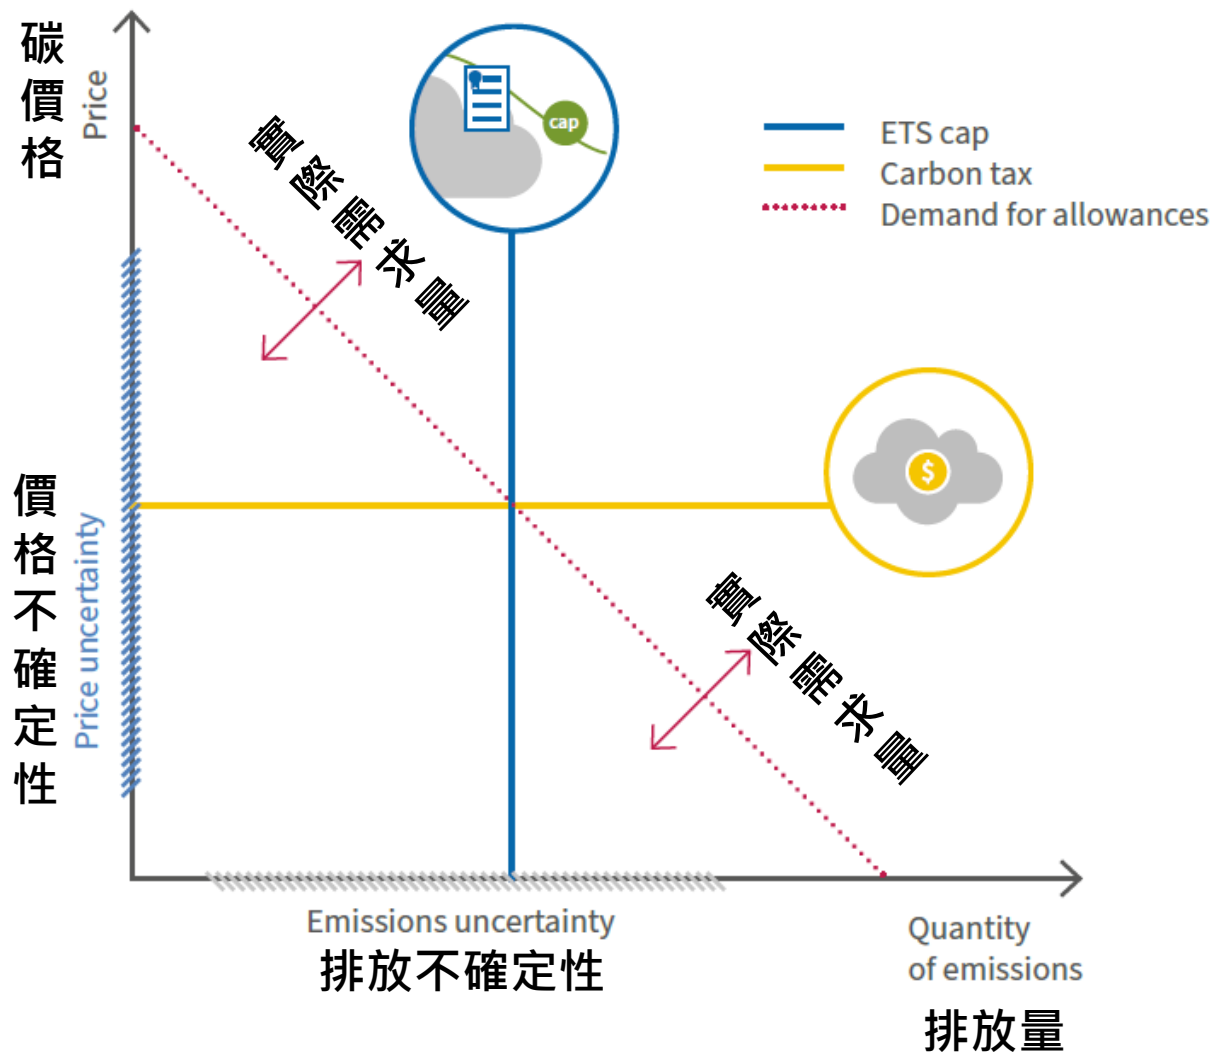 碳價格
Price
實際需求量
cap
ETS cap
Carbon tax
Demand for allowances
$
價格不確定性
Price uncertainty
實際需求量
Emissions uncertainty
排放不確定性
Quantity
of emissions
排放量